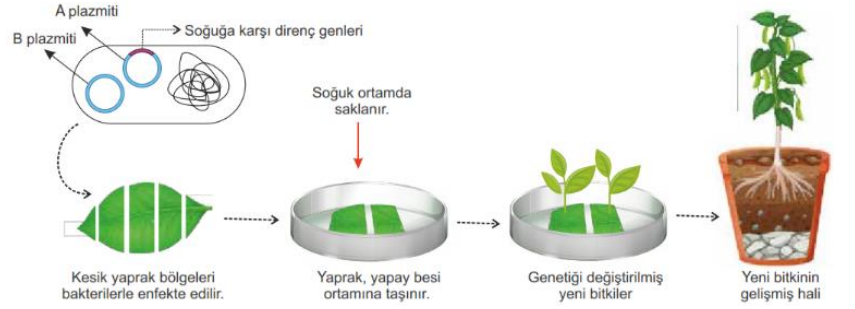 A plazmiti
Soğuğa karşı direnç genleri
B plazmiti
Soğuk ortamda
saklanır.
Kesik yaprak bölgeleri
bakterilerle enfekte edilir.
Yaprak, yapay besi
ortamına taşınır.
Genetiği değiştirilmiş
yeni bitkiler
Yeni bitkinin
gelişmiş hali